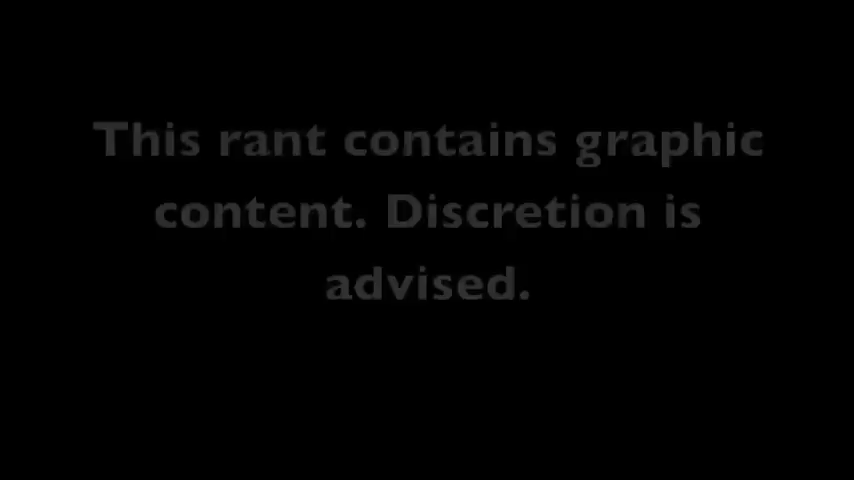 This rant contains graphic
content. Discretion is
advised.